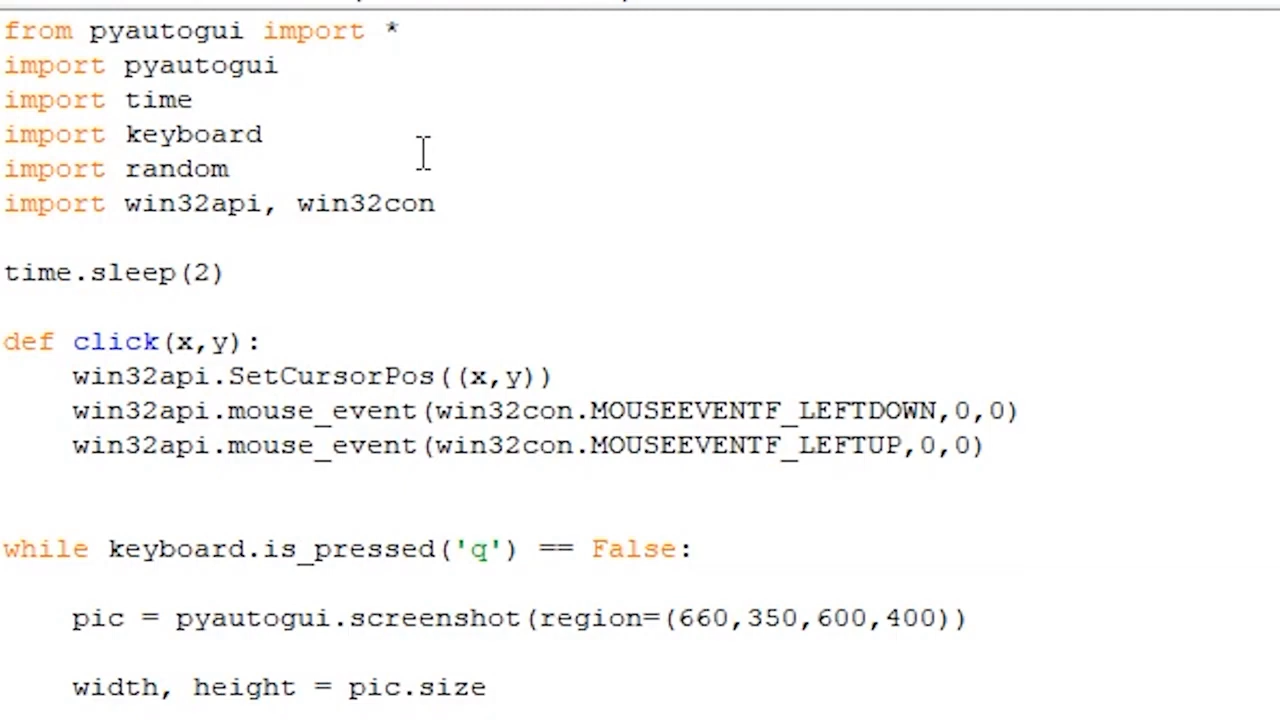 from pyautogui import *
import pyautogui
import time
import keyboard
import random
import win32api, win32con
time.sleep(2)
def click(x,y):
    win32api.SetCursorPos((x,y))
    win32api.mouse_event(win32con.MOUSEEVENTF_LEFTDOWN,0,0)
    win32api.mouse_event(win32con.MOUSEEVENTF_LEFTUP,0,0)
while keyboard.is_pressed('q') == False:
    pic = pyautogui.screenshot(region=(660,350,600,400))
    width, height = pic.size